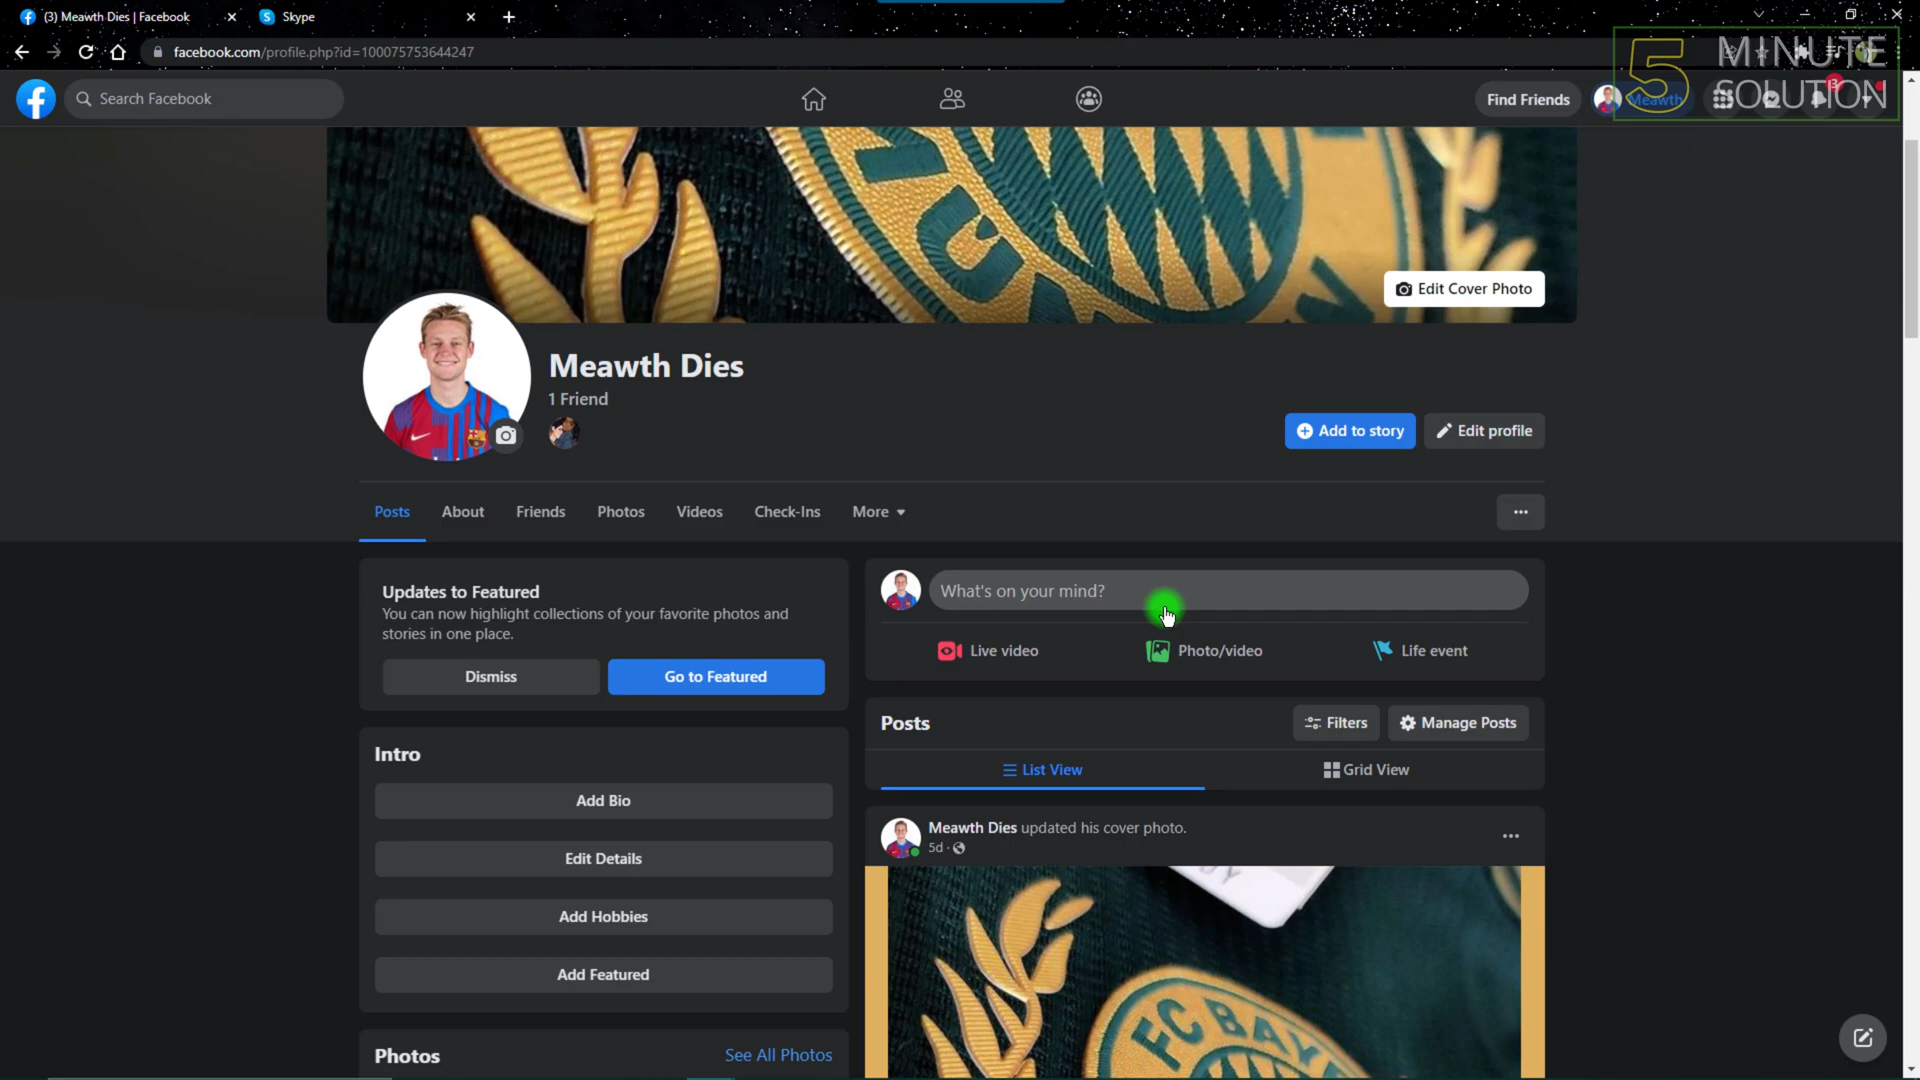 (3) Meawth Dies | Facebook
Skype
facebook.com/profile.php?id=100075753644247
5 MINUTE
SOLUTION
Search Facebook
Find Friends
Meawth
13
Edit Cover Photo
Meawth Dies
1 Friend
Add to story
Edit profile
Posts
About
Friends
Photos
Videos
Check-Ins
More
Updates to Featured
You can now highlight collections of your favorite photos and
stories in one place.
Dismiss
Go to Featured
What's on your mind?
Live video
Photo/video
Life event
Intro
Add Bio
Edit Details
Add Hobbies
Add Featured
Photos
See All Photos
Posts
Filters
Manage Posts
List View
Grid View
Meawth Dies updated his cover photo.
5d ·
FC BAY